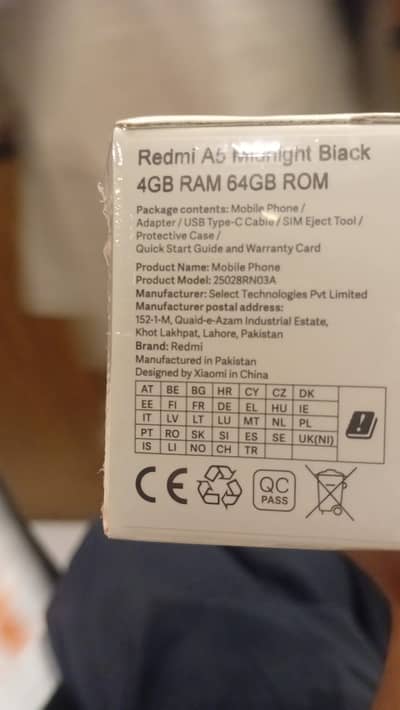 Redmi A5 Midnight Black
4GB RAM 64GB ROM
Package contents: Mobile Phone /
Adapter / USB Type-C Cable / SIM Eject Tool /
Protective Case /
Quick Start Guide and Warranty Card
Product Name: Mobile Phone
Product Model: 25028RN03A
Manufacturer: Select Technologies Pvt Limited
Manufacturer postal address:
152-1-M, Quaid-e-Azam Industrial Estate,
Khot Lakhpat, Lahore, Pakistan
Brand: Redmi
Manufactured in Pakistan
Designed by Xiaomi in China
AT BE BG HR CY CZ DK
EE FI FR DE EL HU IE
IT LV LT LU MT NL PL
PT RO SK SI ES SE UK(NI)
IS LI NO CH TR
CE QC
PASS